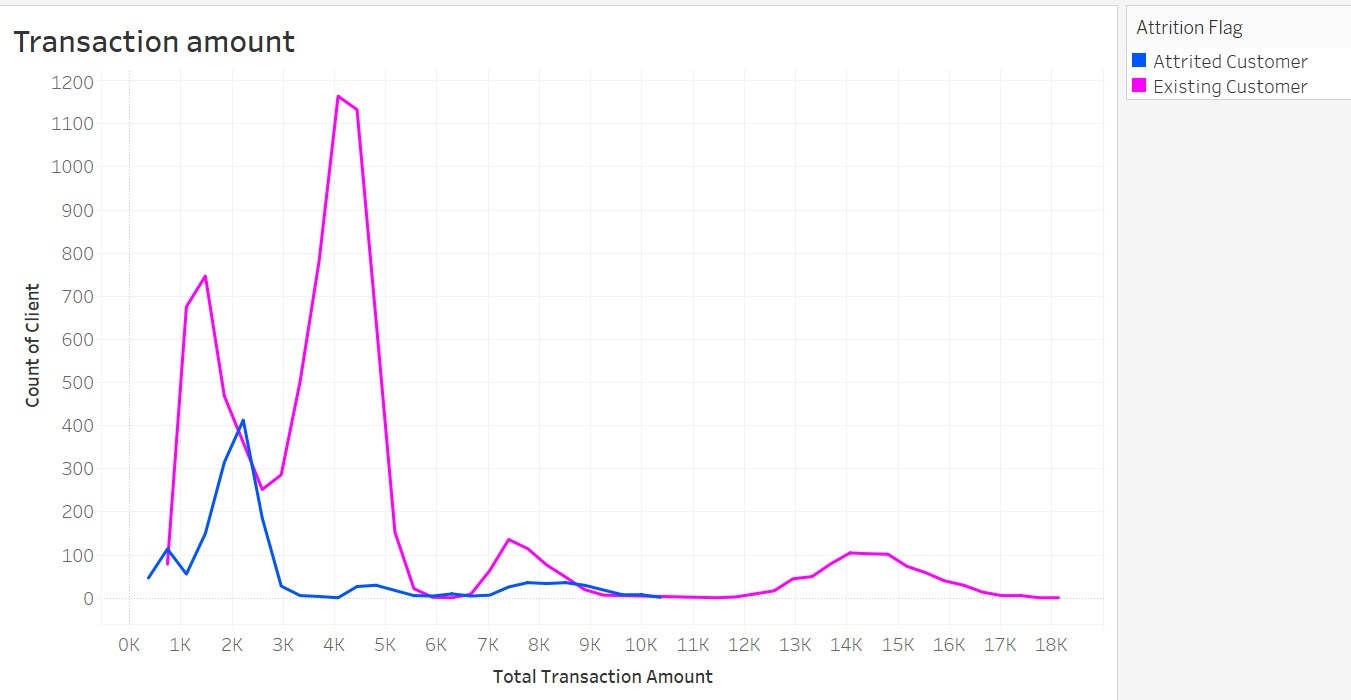 Transaction amount
Attrition Flag
Attrited Customer
Existing Customer
1200
1100
1000
900
800
700
600
500
400
300
200
100
0
Count of Client
0K 1K 2K 3K 4K 5K 6K 7K 8K 9K 10K 11K 12K 13K 14K 15K 16K 17K 18K
Total Transaction Amount